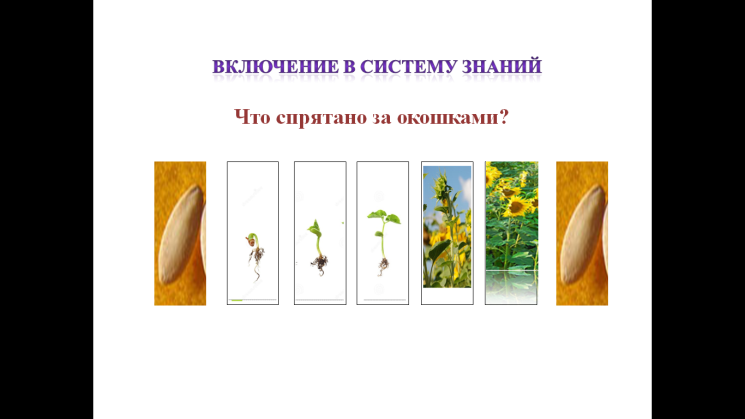 ВКЛЮЧЕНИЕ В СИСТЕМУ ЗНАНИЙ
Что спрятано за окошками?